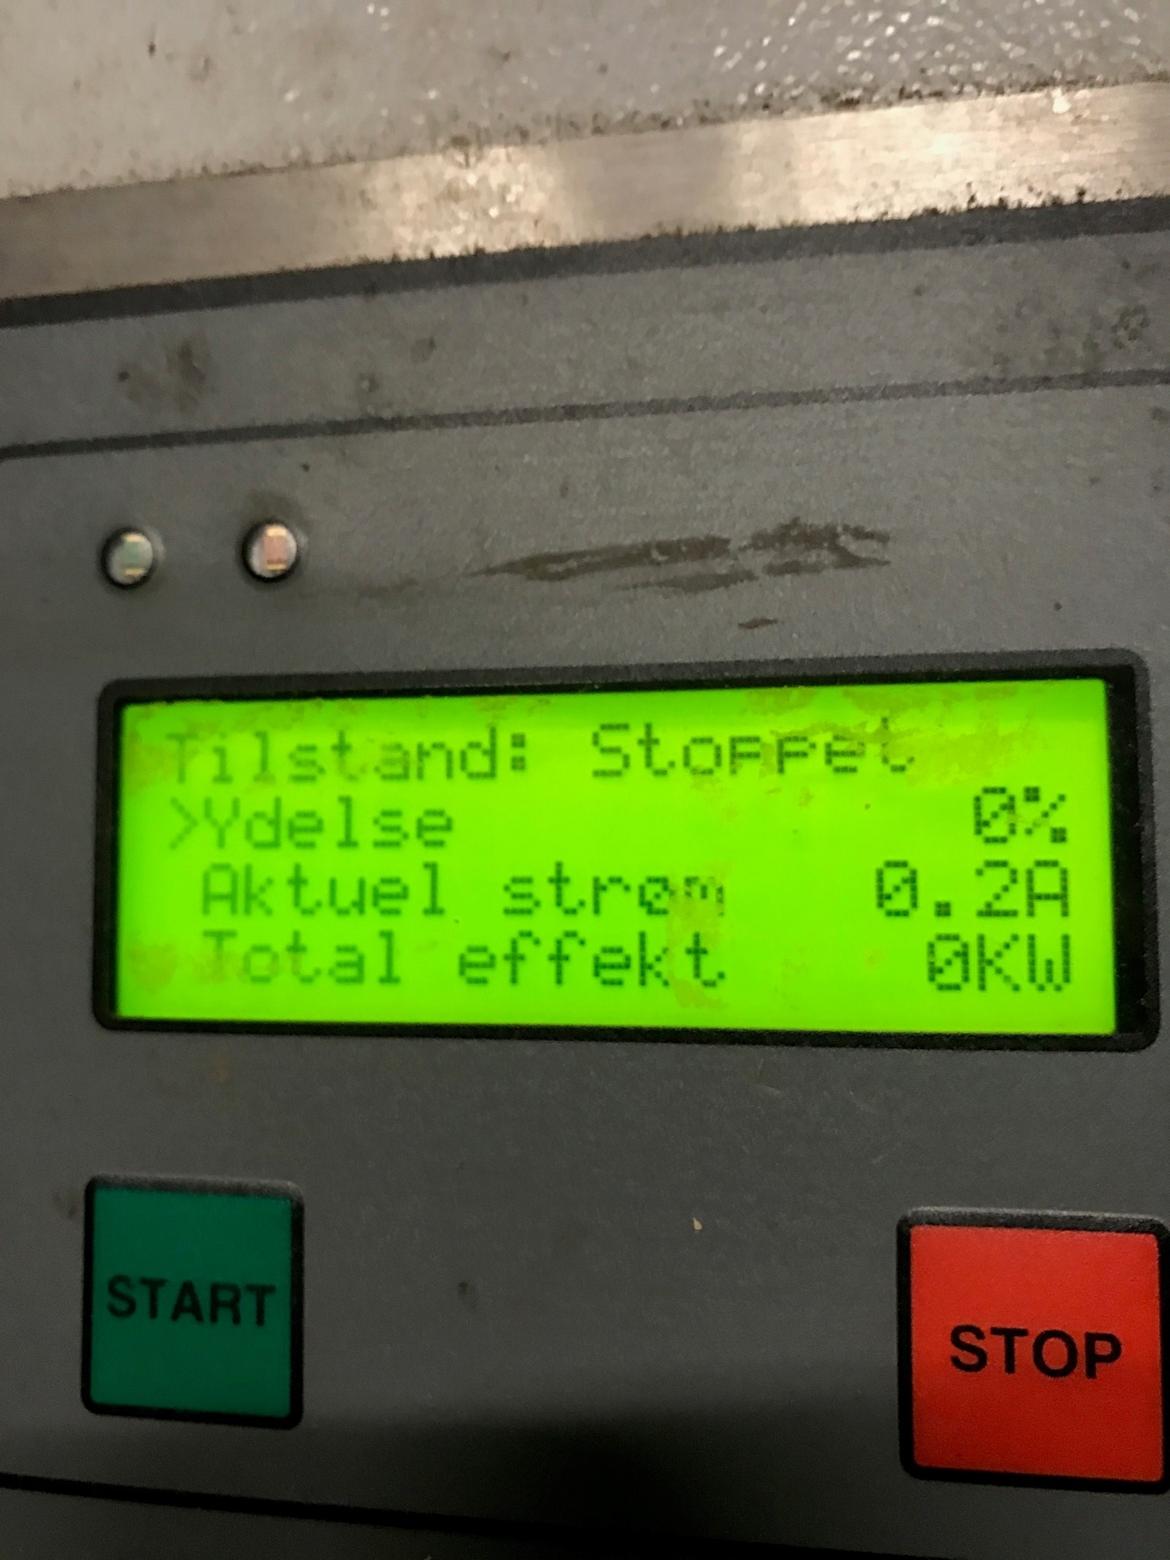 Tilstand: Stoppet
>Ydelse 0%
Aktuel strøm 0.2A
Total effekt 0KW
START
STOP